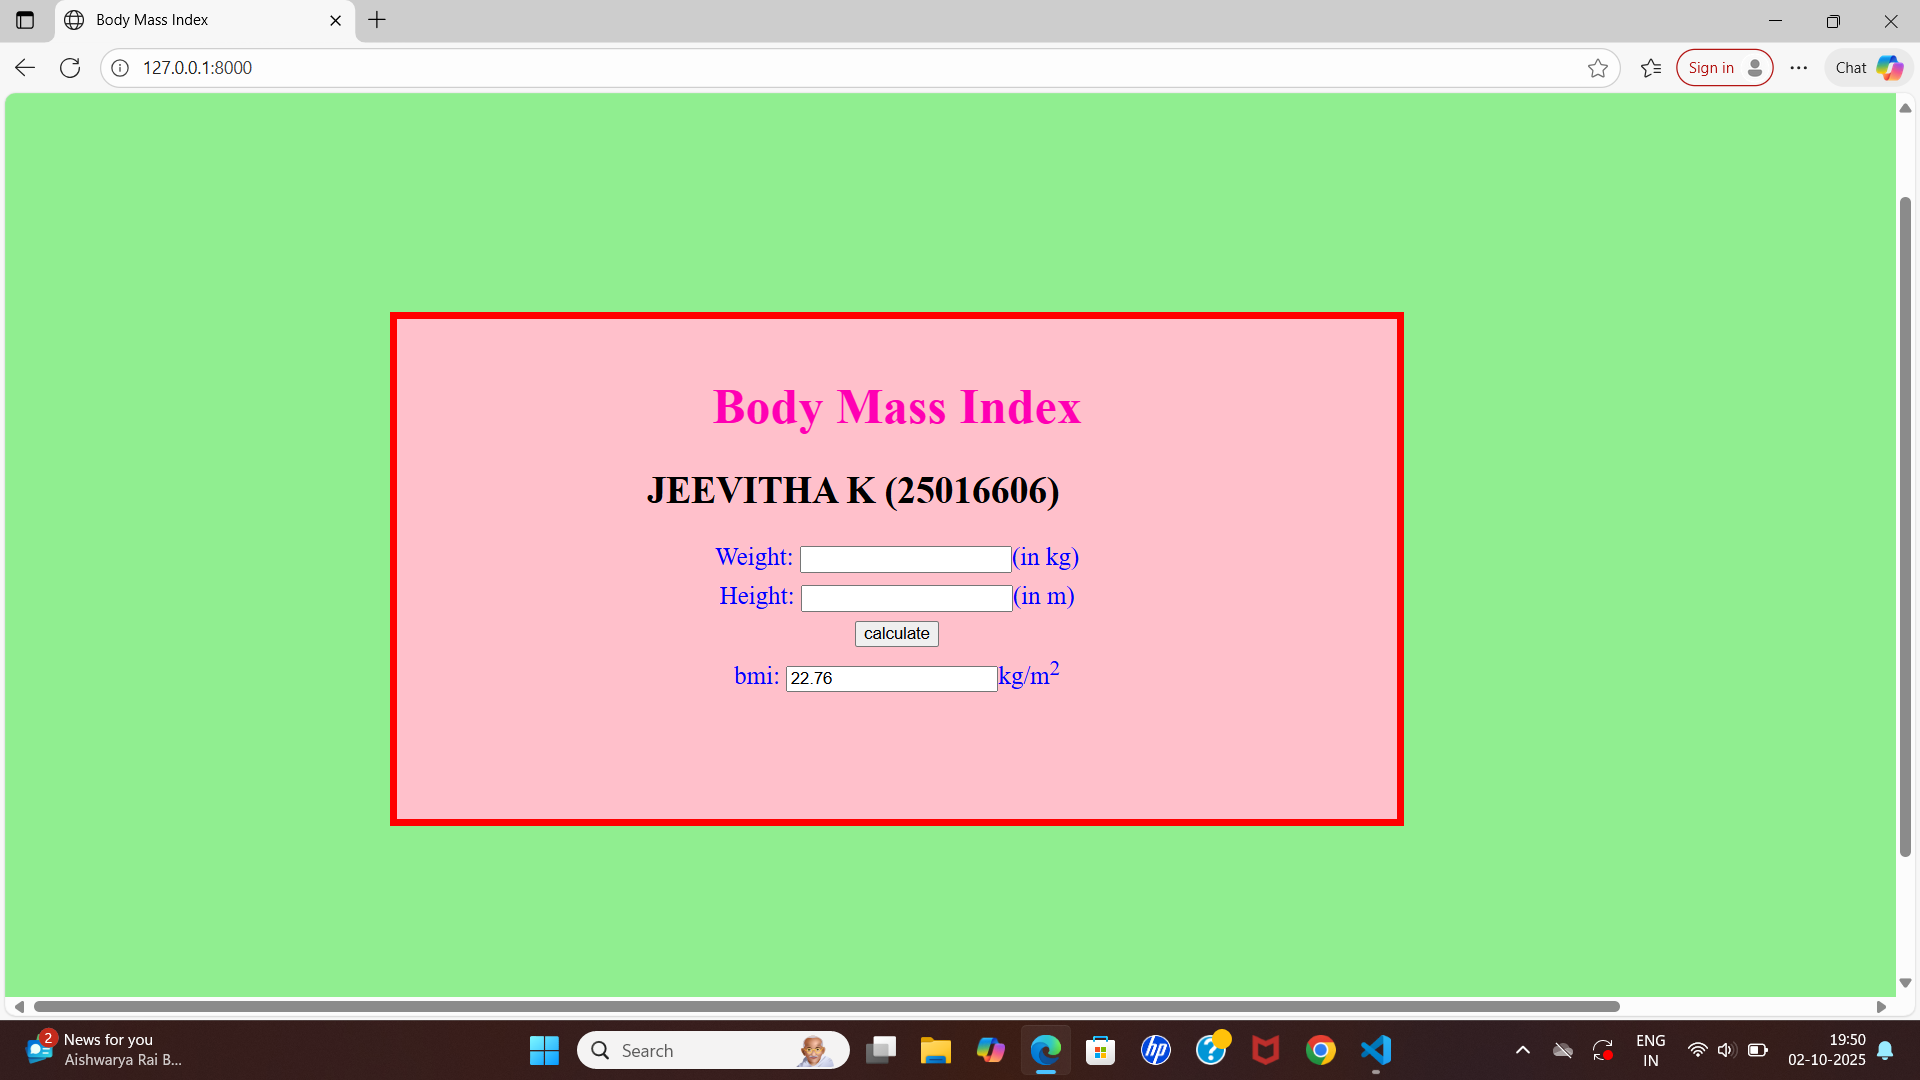 Body Mass Index
127.0.0.1:8000
Sign in
Chat
Body Mass Index
JEEVITHA K (25016606)
Weight: (in kg)
Height: (in m)
calculate
bmi: 22.76 kg/m2
2
News for you
Aishwarya Rai B...
Search
hp
?
ENG
IN
19:50
02-10-2025